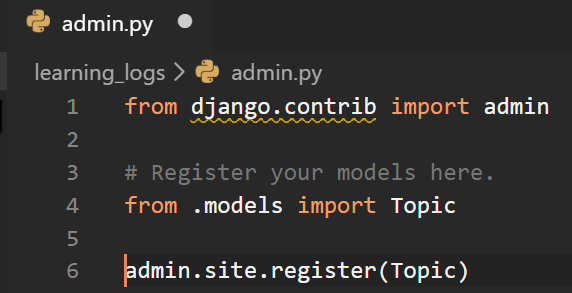 admin.py
learning_logs > admin.py
1 from django.contrib import admin
2
3 # Register your models here.
4 from .models import Topic
5
6 admin.site.register(Topic)